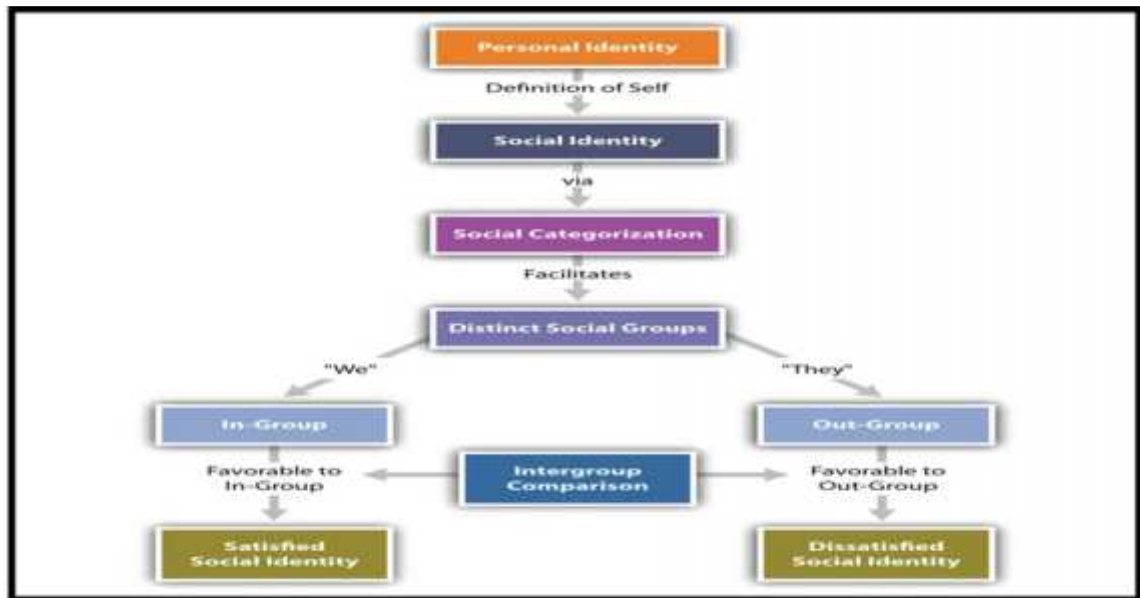 Personal Identity
Definition of Self
Social Identity
via
Social Categorization
Facilitates
Distinct Social Groups
"We"
"They"
In-Group
Out-Group
Favorable to
In-Group
Intergroup
Comparison
Favorable to
Out-Group
Satisfied
Social Identity
Dissatisfied
Social Identity